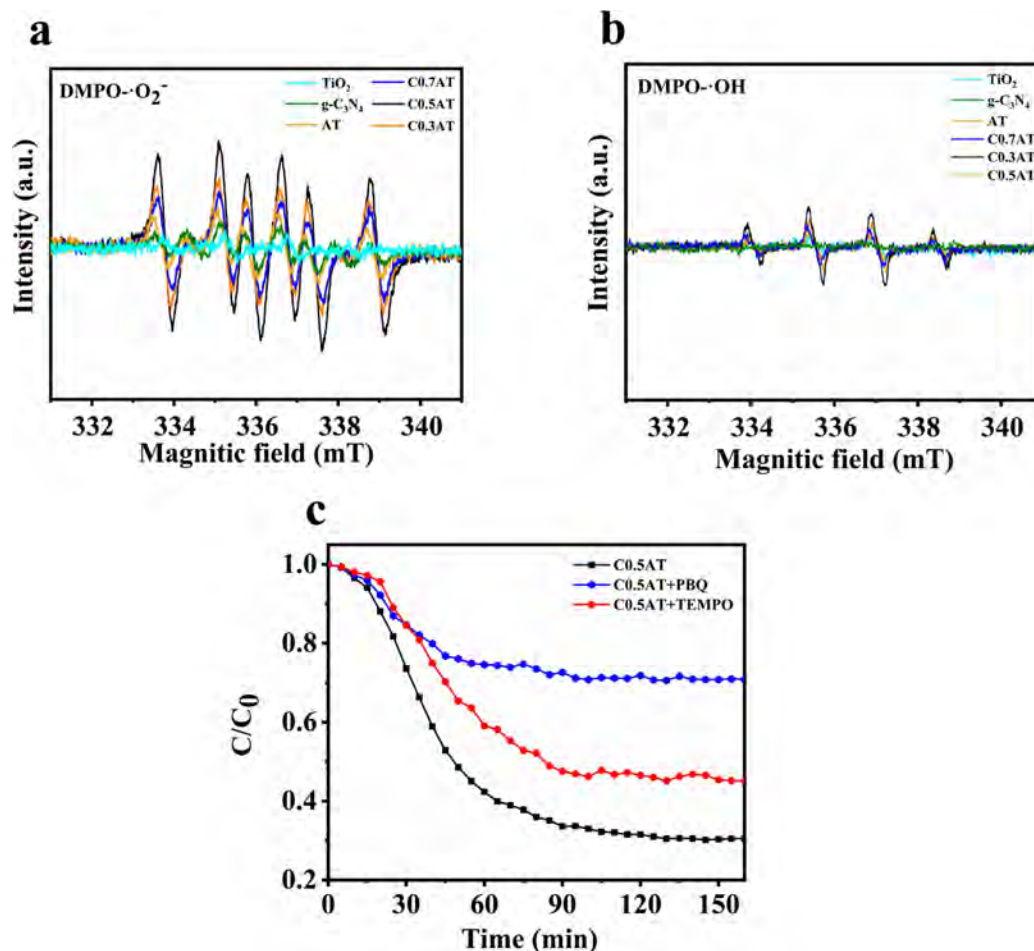 a
DMPO-·O₂⁻
TiO₂
g-C₃N₄
AT
C0.7AT
C0.5AT
C0.3AT
Intensity (a.u.)
332 334 336 338 340
Magnitic field (mT)
b
DMPO-·OH
TiO₂
g-C₃N₄
AT
C0.7AT
C0.3AT
C0.5AT
Intensity (a.u.)
332 334 336 338 340
Magnitic field (mT)
c
C0.5AT
C0.5AT+PBQ
C0.5AT+TEMPO
C/C₀
1.0
0.8
0.6
0.4
0.2
0 30 60 90 120 150
Time (min)